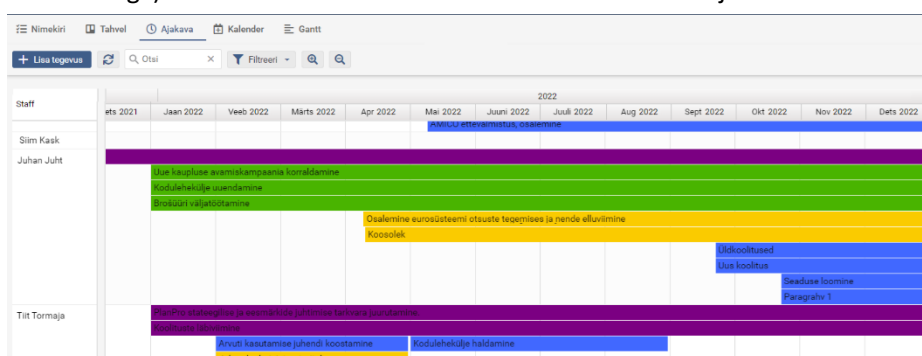 Nimekiri Tahvel Ajakava Kalender Gantt
+ Lisa tegevus Otsi × Filtreeri
Staff
2022
ets 2021 Jaan 2022 Veeb 2022 Märts 2022 Apr 2022 Mai 2022 Juuni 2022 Juuli 2022 Aug 2022 Sept 2022 Okt 2022 Nov 2022 Dets 2022
AMICO ettevalmistus, osalemine
Siim Kask
Juhan Juht
Uue kaupluse avamiskampaania korraldamine
Kodulehekülje uuendamine
Brošüüri väljatöötamine
Osalemine eurosüsteemi otsuste tegemises ja nende elluviimine
Koosolek
Üldkoolitused
Uus koolitus
Seaduse loomine
Paragrahv 1
Tiit Tormaja
Koolituste läbiviimine
Arvuti kasutamise juhendi koostamine Kodulehekülje haldamine